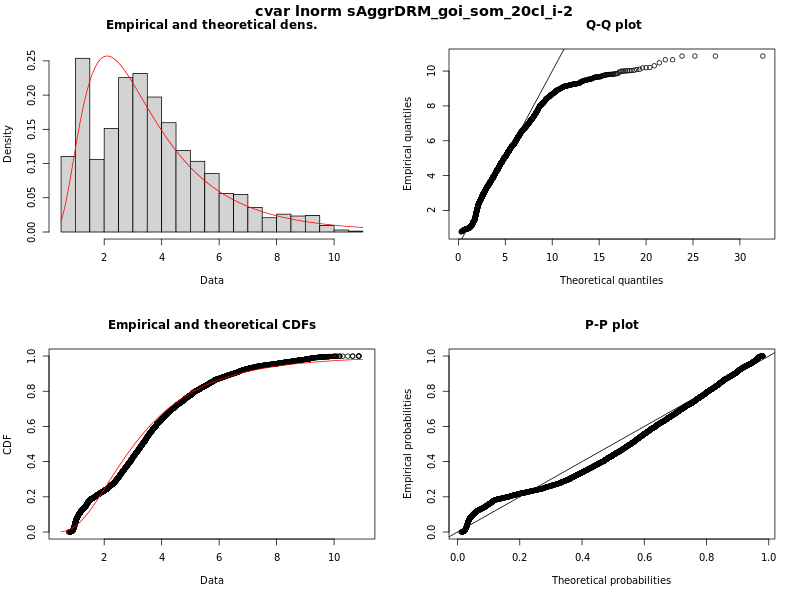 cvar lnorm sAggrDRM_goi_som_20cl_i-2
Empirical and theoretical dens.
Density
0.00 0.05 0.10 0.15 0.20 0.25
2 4 6 8 10
Data
Q-Q plot
Empirical quantiles
2 4 6 8 10
0 5 10 15 20 25 30
Theoretical quantiles
Empirical and theoretical CDFs
CDF
0.0 0.2 0.4 0.6 0.8 1.0
2 4 6 8 10
Data
P-P plot
Empirical probabilities
0.0 0.2 0.4 0.6 0.8 1.0
0.0 0.2 0.4 0.6 0.8 1.0
Theoretical probabilities